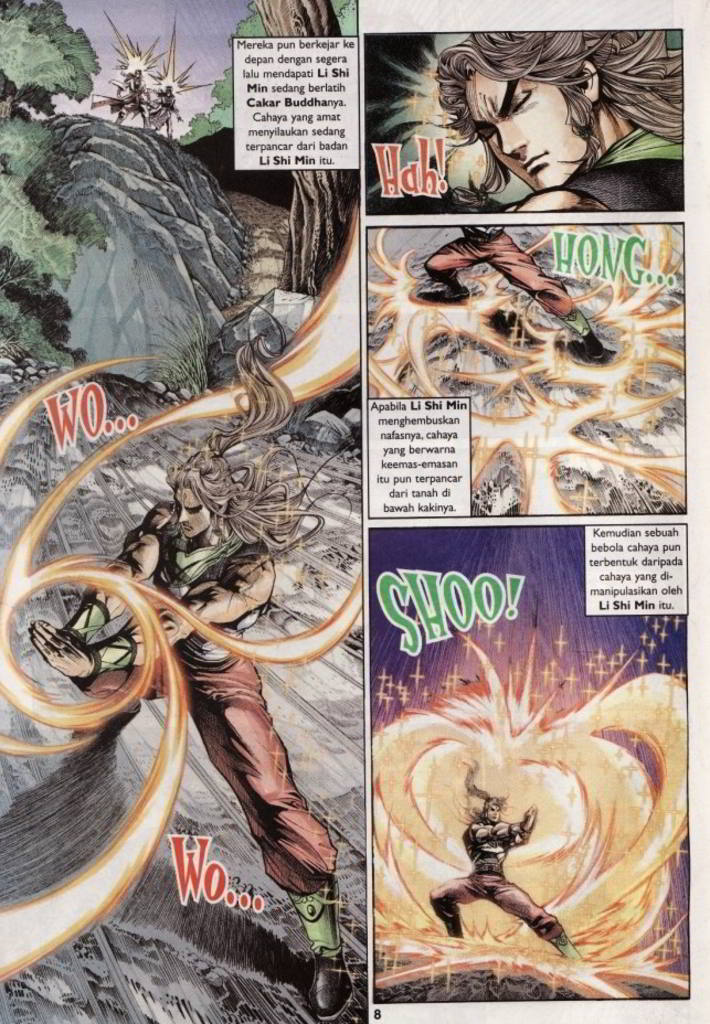 Mereka pun berkejar ke
depan dengan segera
lalu mendapati Li Shi
Min sedang berlatih
Cakar Buddhanya.
Cahaya yang amat
menyilaukan sedang
terpancar dari badan
Li Shi Min itu.
WO...
WO...
Hah!
HONG...
Apabila Li Shi Min
menghembuskan
nafasnya, cahaya
yang berwarna
keemas-emasan
itu pun terpancar
dari tanah di
bawah kakinya.
Kemudian sebuah
bebola cahaya pun
terbentuk daripada
cahaya yang di-
manipulasikan oleh
Li Shi Min itu.
SHOO!
8